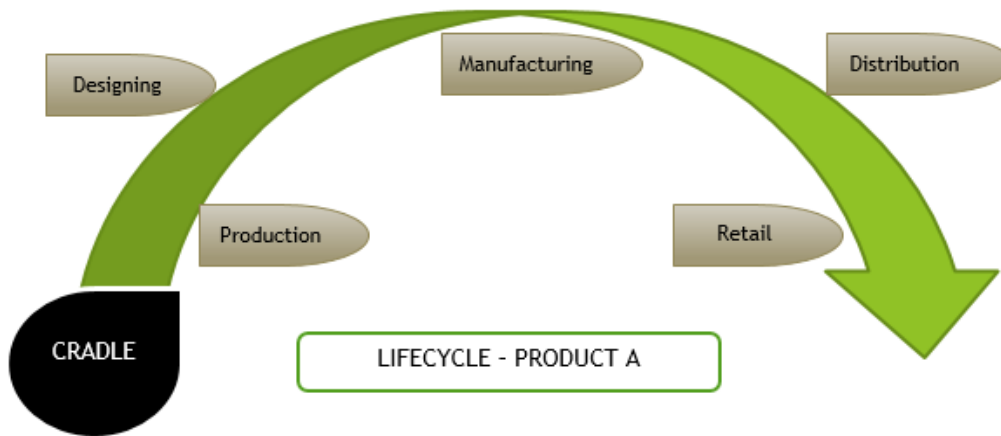 Designing
Manufacturing
Distribution
Production
Retail
CRADLE
LIFECYCLE - PRODUCT A